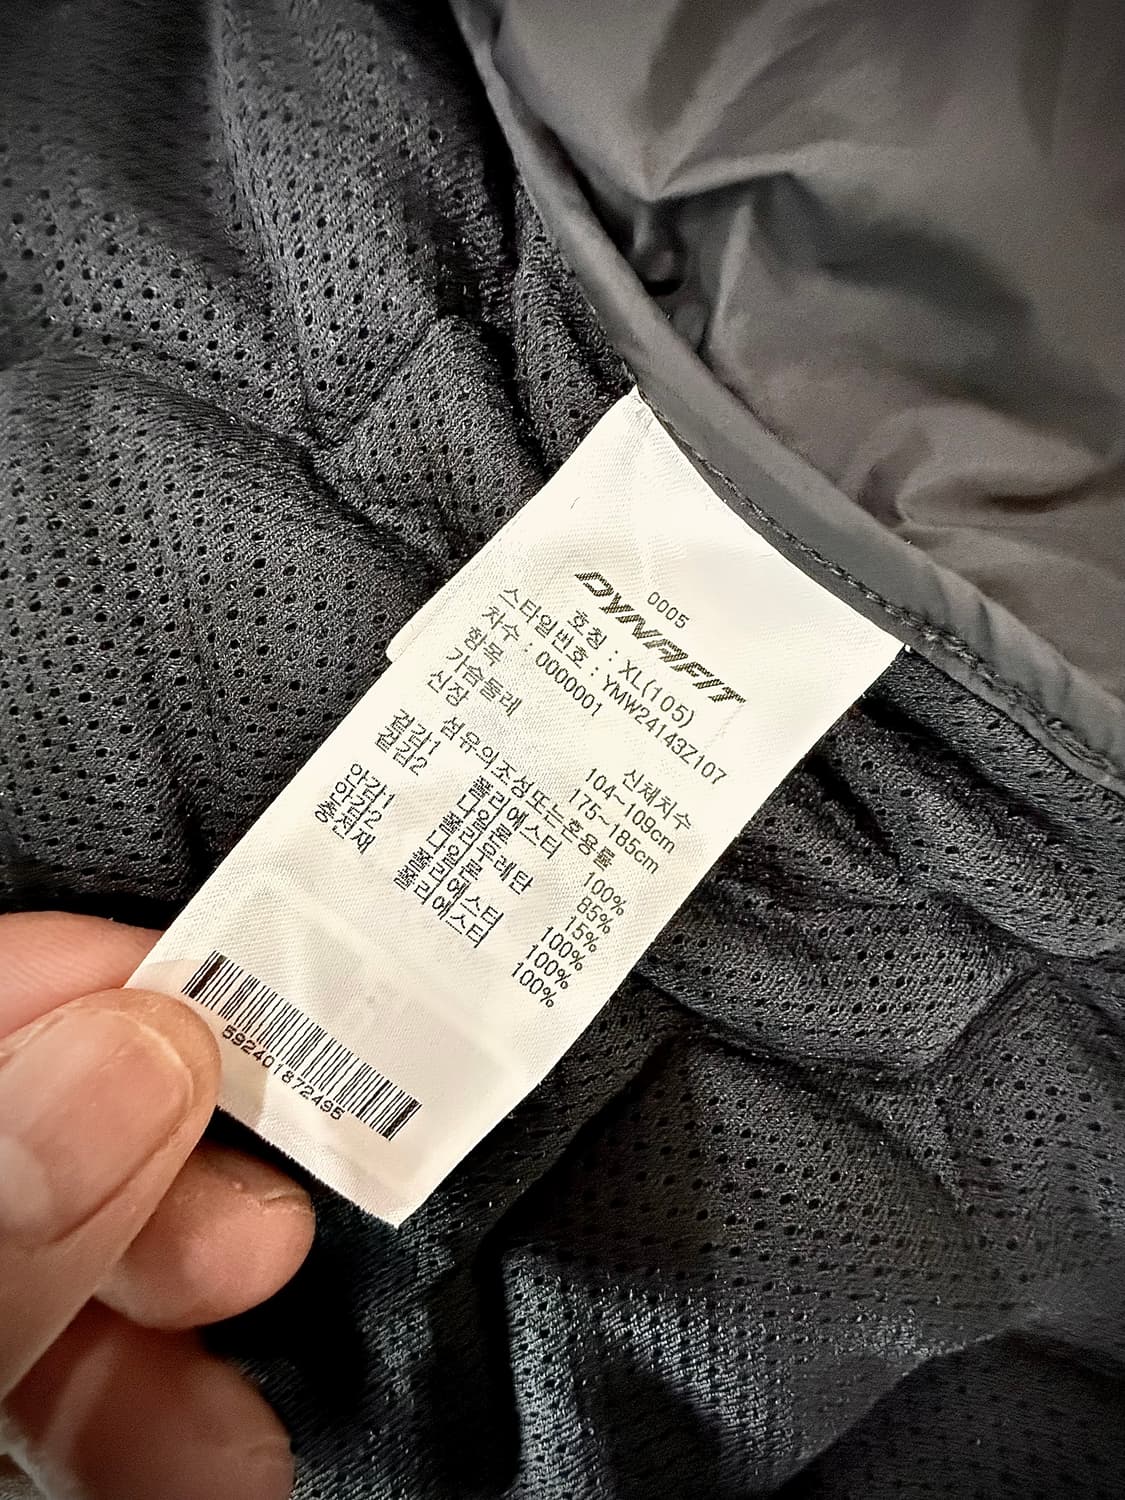 0005
DYNAFIT
호칭 : XL(105)
스타일번호 : YMW24143Z107
차수 : 0000001
항목 신체치수
가슴둘레 104~109cm
신장 175~185cm
섬유의조성또는혼용률
겉감1 폴리에스터 100%
겉감2 나일론 85%
폴리우레탄 15%
안감1 나일론 100%
안감2 폴리에스터 100%
충전재 폴리에스터 100%
592401872495